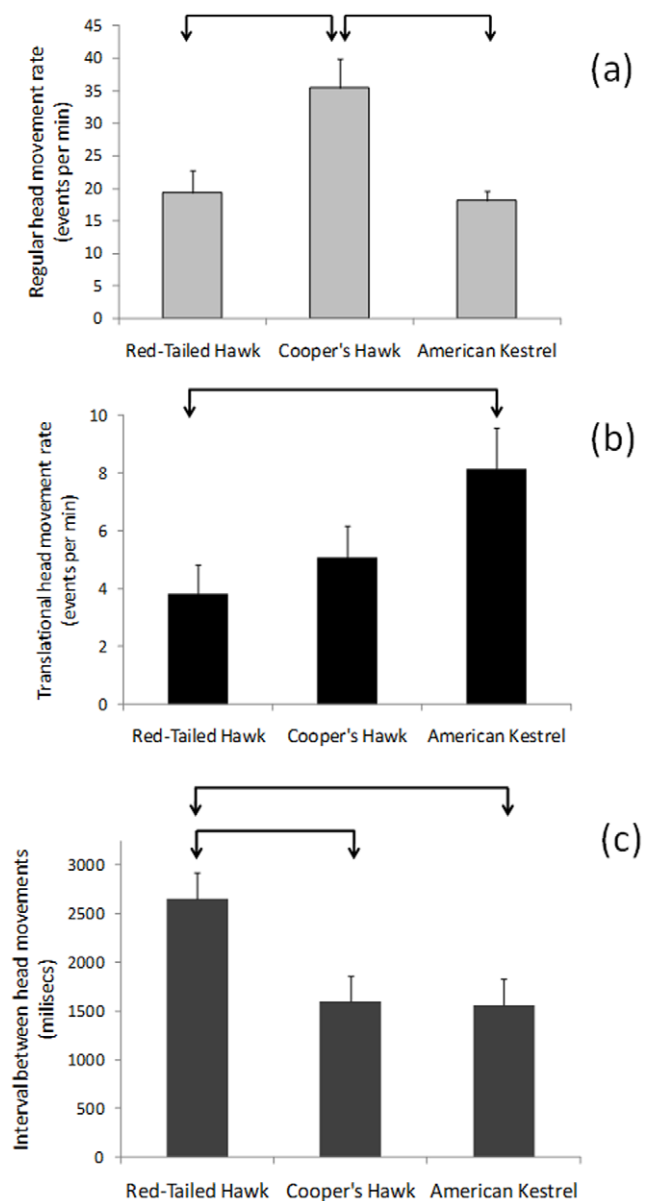 (a)
Regular head movement rate
(events per min)
45
40
35
30
25
20
15
10
5
0
Red-Tailed Hawk Cooper's Hawk American Kestrel
(b)
Translational head movement rate
(events per min)
10
8
6
4
2
0
Red-Tailed Hawk Cooper's Hawk American Kestrel
(c)
Interval between head movements
(milisecs)
3000
2500
2000
1500
1000
500
0
Red-Tailed Hawk Cooper's Hawk American Kestrel